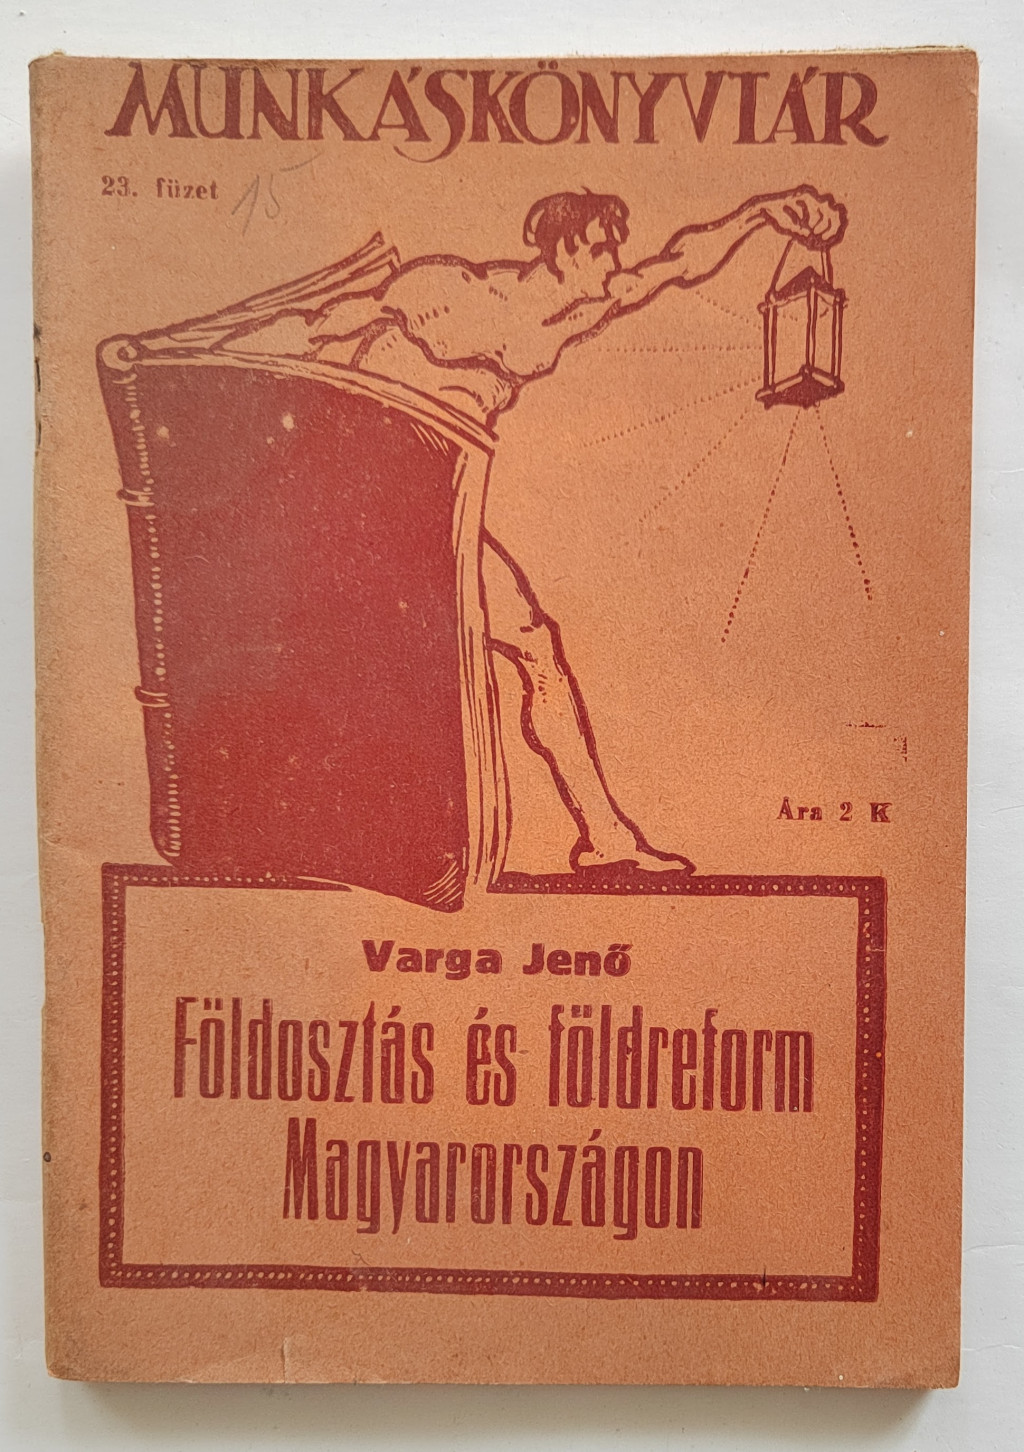 MUNKÁSKÖNYVTÁR
23. füzet
15
Ára 2 K
Varga Jenő
Földosztás és földreform
Magyarországon